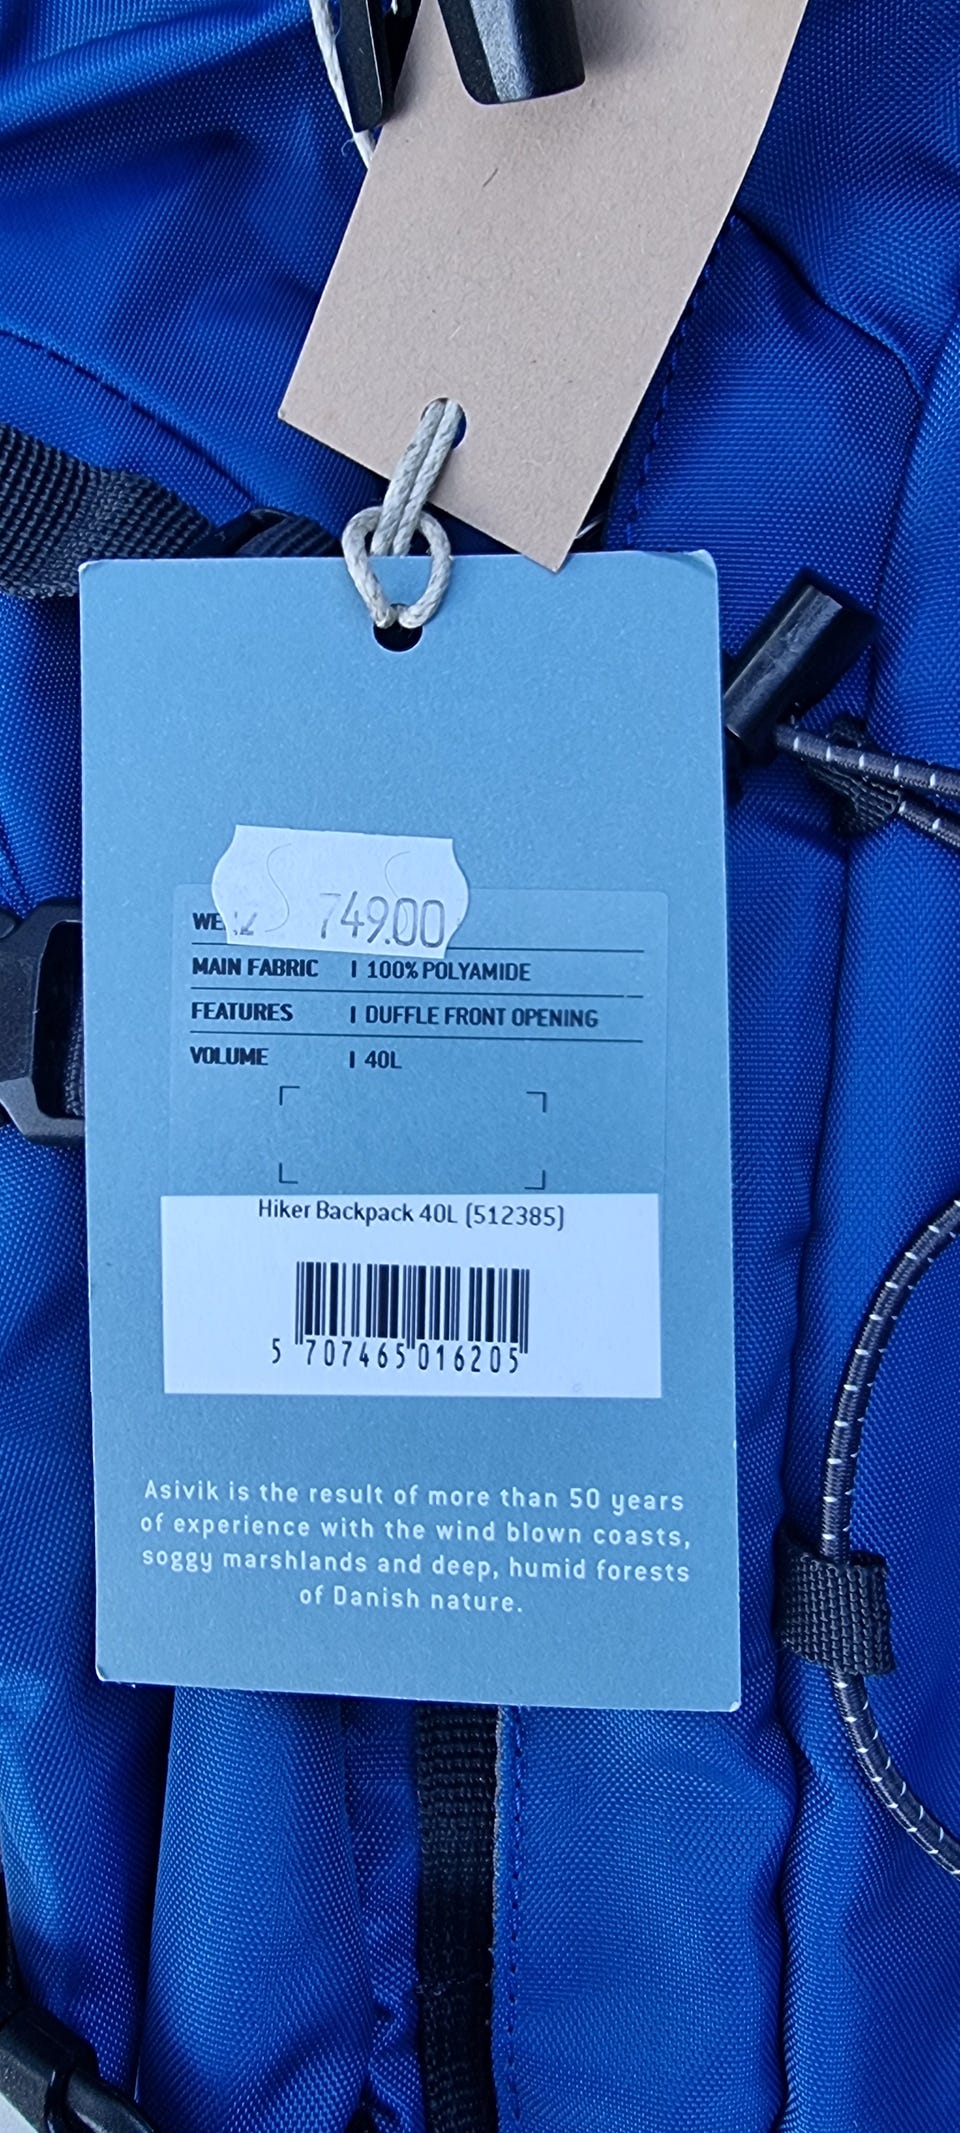 749.00
MAIN FABRIC | 100% POLYAMIDE
FEATURES | DUFFLE FRONT OPENING
VOLUME | 40L
Hiker Backpack 40L (512385)
5 707465 016205
Asivik is the result of more than 50 years
of experience with the wind blown coasts,
soggy marshlands and deep, humid forests
of Danish nature.